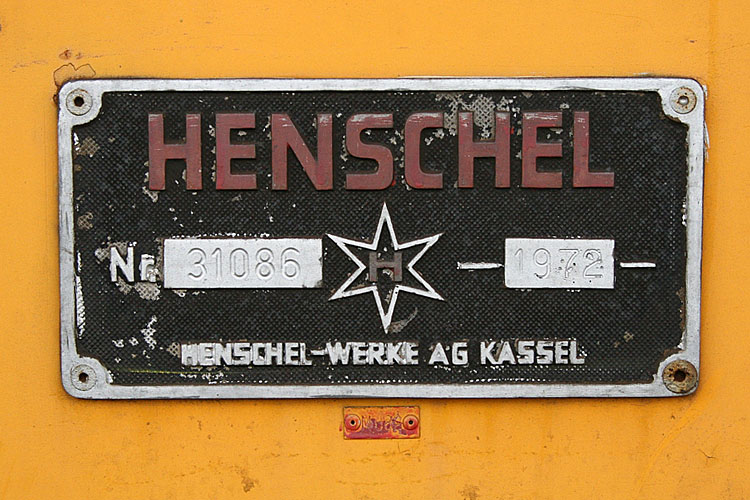 HENSCHEL
Nr. 31086 H — 1972 —
HENSCHEL-WERKE AG KASSEL